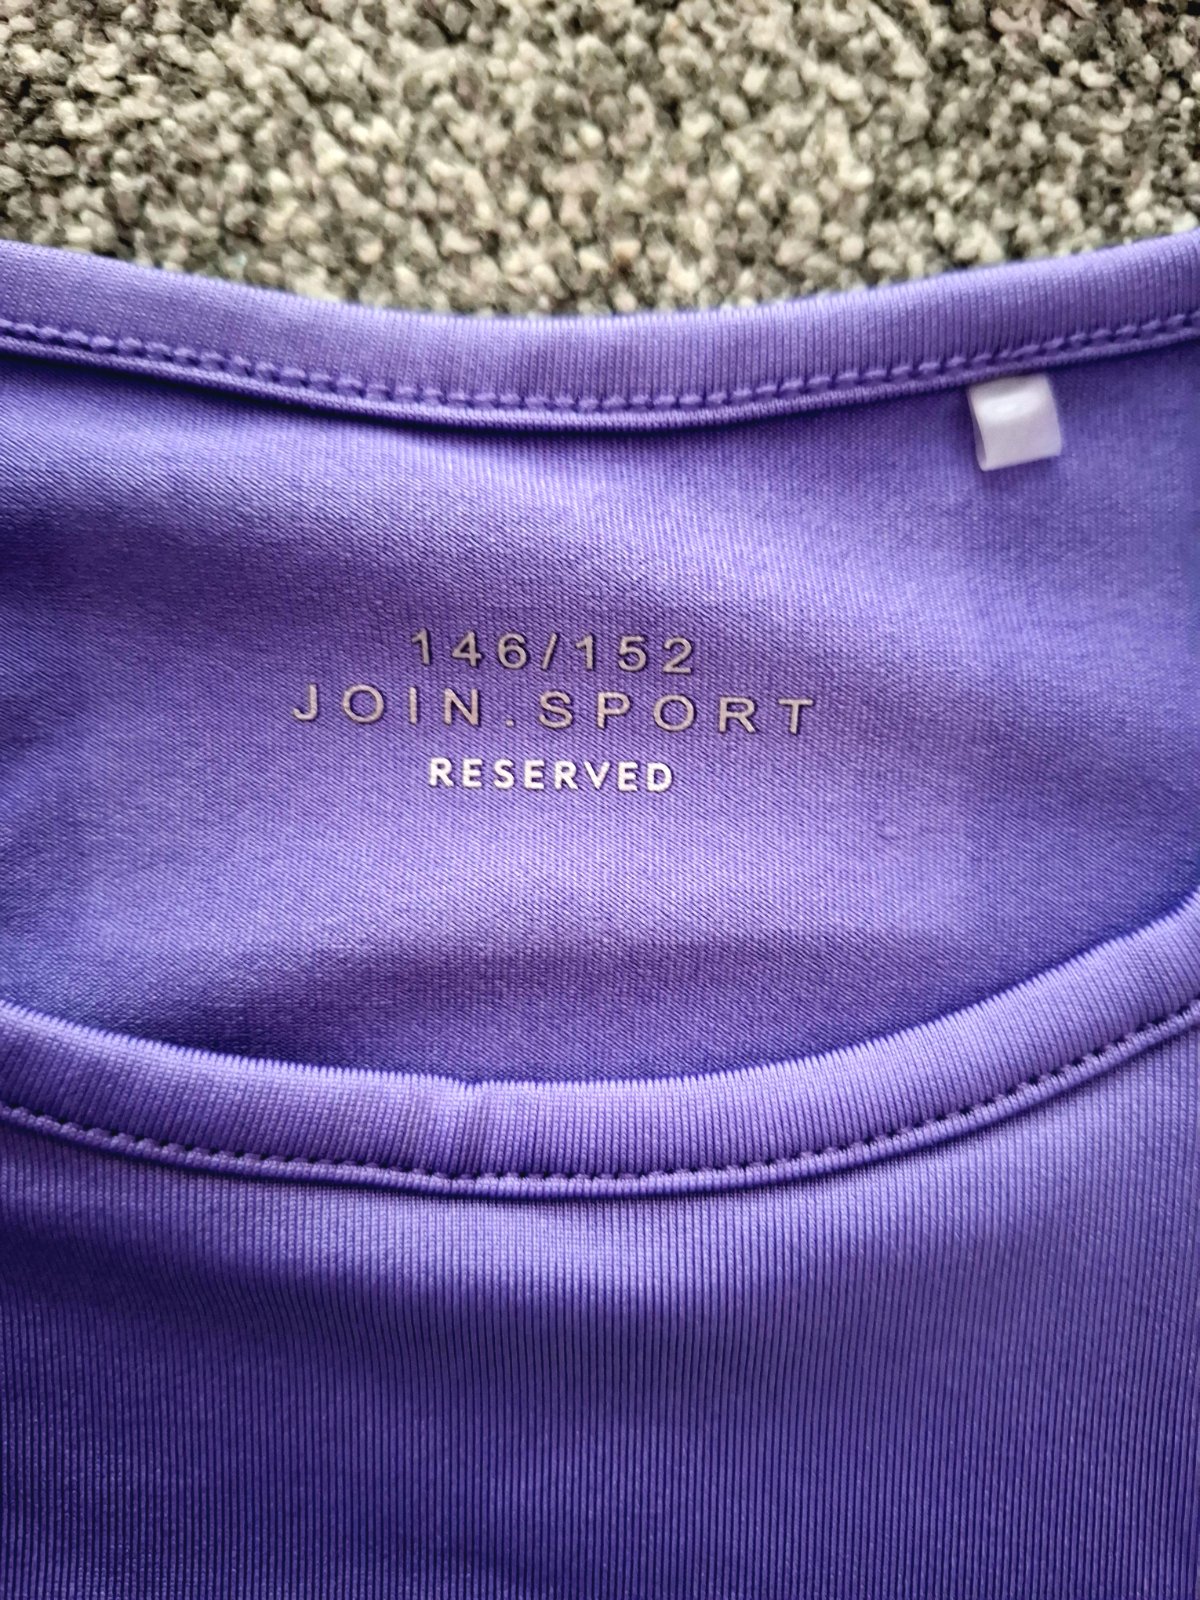 146/152
JOIN.SPORT
RESERVED